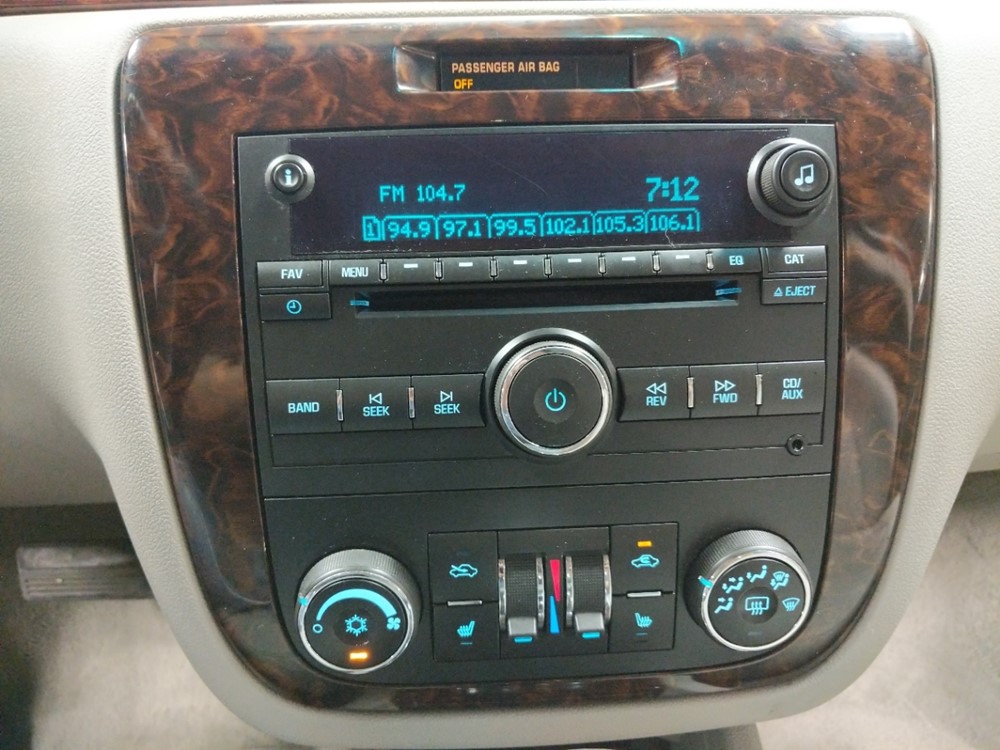 PASSENGER AIR BAG
OFF
i
FM 104.7 7:12
1 94.9 97.1 99.5 102.1 105.3 106.1
FAV MENU EQ CAT
EJECT
BAND SEEK SEEK REV FWD CD/
AUX